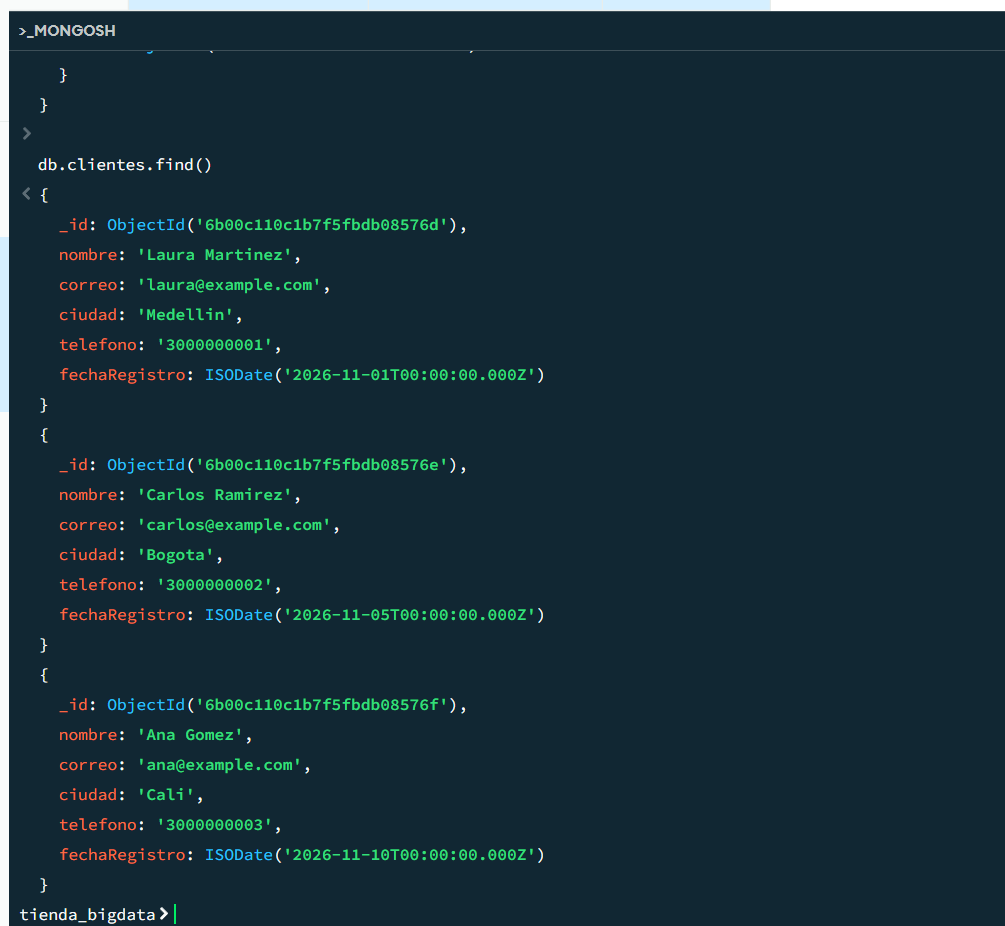 >_MONGOSH
}
}
>
db.clientes.find()
< {
_id: ObjectId('6b00c110c1b7f5fbdb08576d'),
nombre: 'Laura Martinez',
correo: 'laura@example.com',
ciudad: 'Medellin',
telefono: '3000000001',
fechaRegistro: ISODate('2026-11-01T00:00:00.000Z')
}
{
_id: ObjectId('6b00c110c1b7f5fbdb08576e'),
nombre: 'Carlos Ramirez',
correo: 'carlos@example.com',
ciudad: 'Bogota',
telefono: '3000000002',
fechaRegistro: ISODate('2026-11-05T00:00:00.000Z')
}
{
_id: ObjectId('6b00c110c1b7f5fbdb08576f'),
nombre: 'Ana Gomez',
correo: 'ana@example.com',
ciudad: 'Cali',
telefono: '3000000003',
fechaRegistro: ISODate('2026-11-10T00:00:00.000Z')
}
tienda_bigdata>